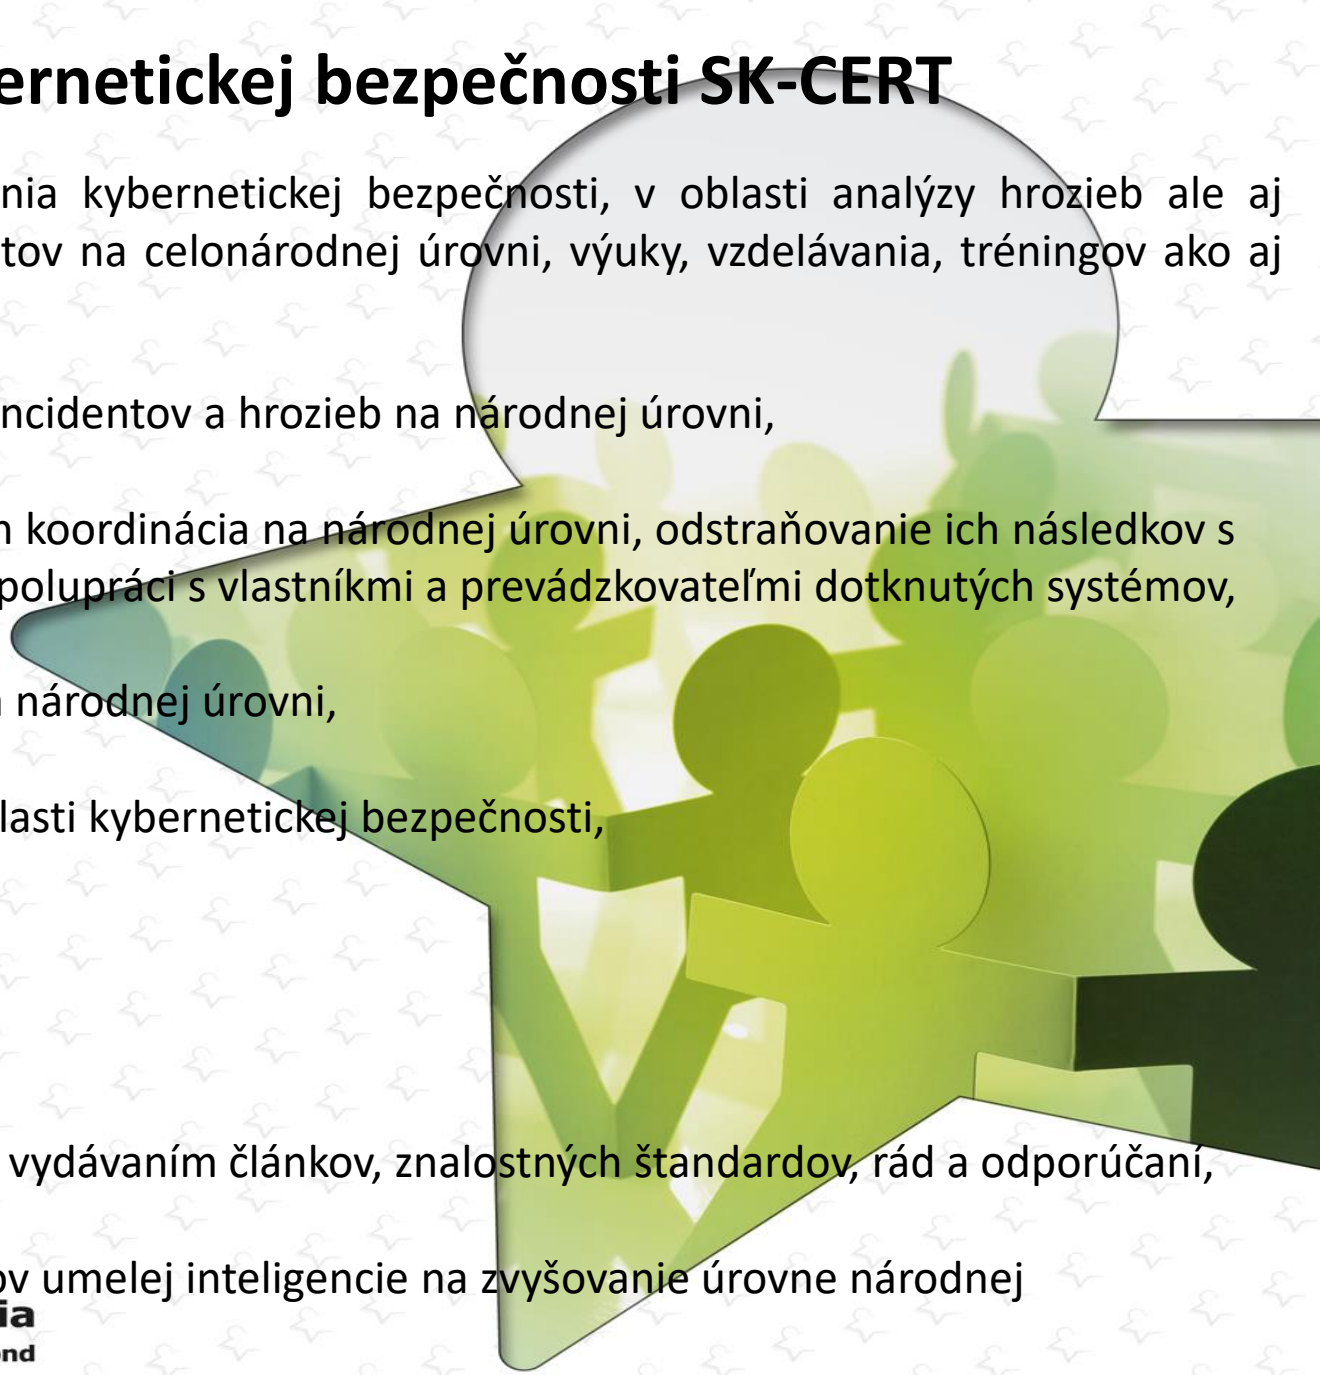 ernetickej bezpečnosti SK-CERT
nia kybernetickej bezpečnosti, v oblasti analýzy hrozieb ale aj
tov na celonárodnej úrovni, výuky, vzdelávania, tréningov ako aj
ncidentov a hrozieb na národnej úrovni,
koordinácia na národnej úrovni, odstraňovanie ich následkov s
polupráci s vlastníkmi a prevádzkovateľmi dotknutých systémov,
národnej úrovni,
lasti kybernetickej bezpečnosti,
vydávaním článkov, znalostných štandardov, rád a odporúčaní,
ov umelej inteligencie na zvyšovanie úrovne národnej
ia
ond